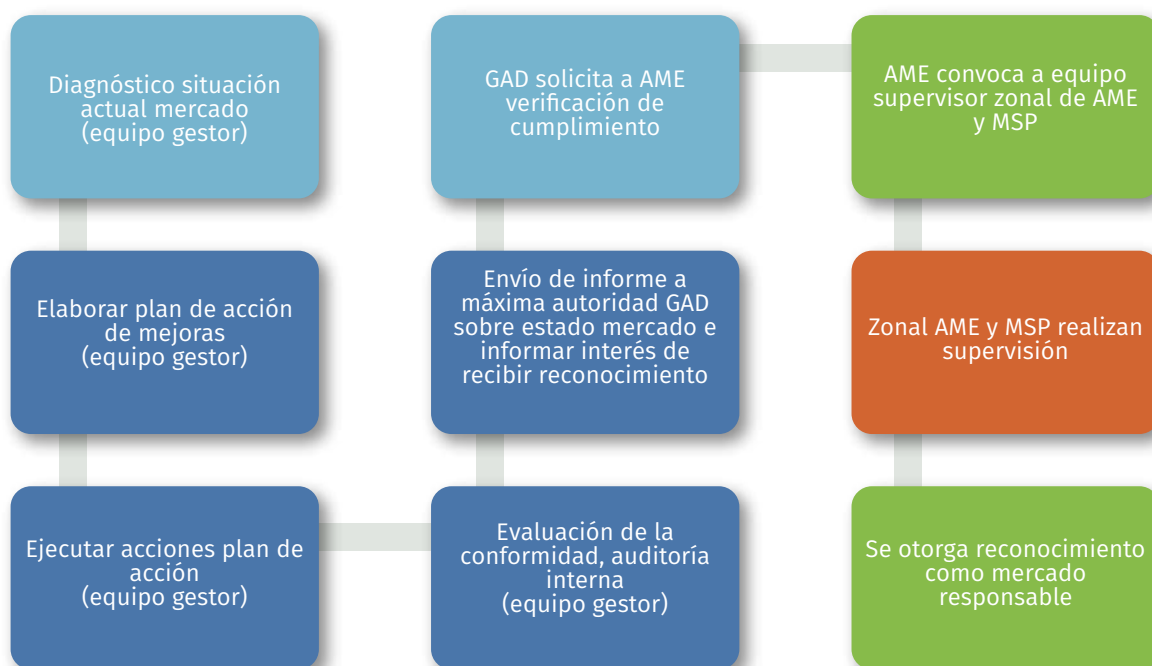 Diagnóstico situación
actual mercado
(equipo gestor)
Elaborar plan de acción
de mejoras
(equipo gestor)
Ejecutar acciones plan de
acción
(equipo gestor)
Evaluación de la
conformidad, auditoría
interna
(equipo gestor)
Envío de informe a
máxima autoridad GAD
sobre estado mercado e
informar interés de
recibir reconocimiento
GAD solicita a AME
verificación de
cumplimiento
AME convoca a equipo
supervisor zonal de AME
y MSP
Zonal AME y MSP realizan
supervisión
Se otorga reconocimiento
como mercado
responsable